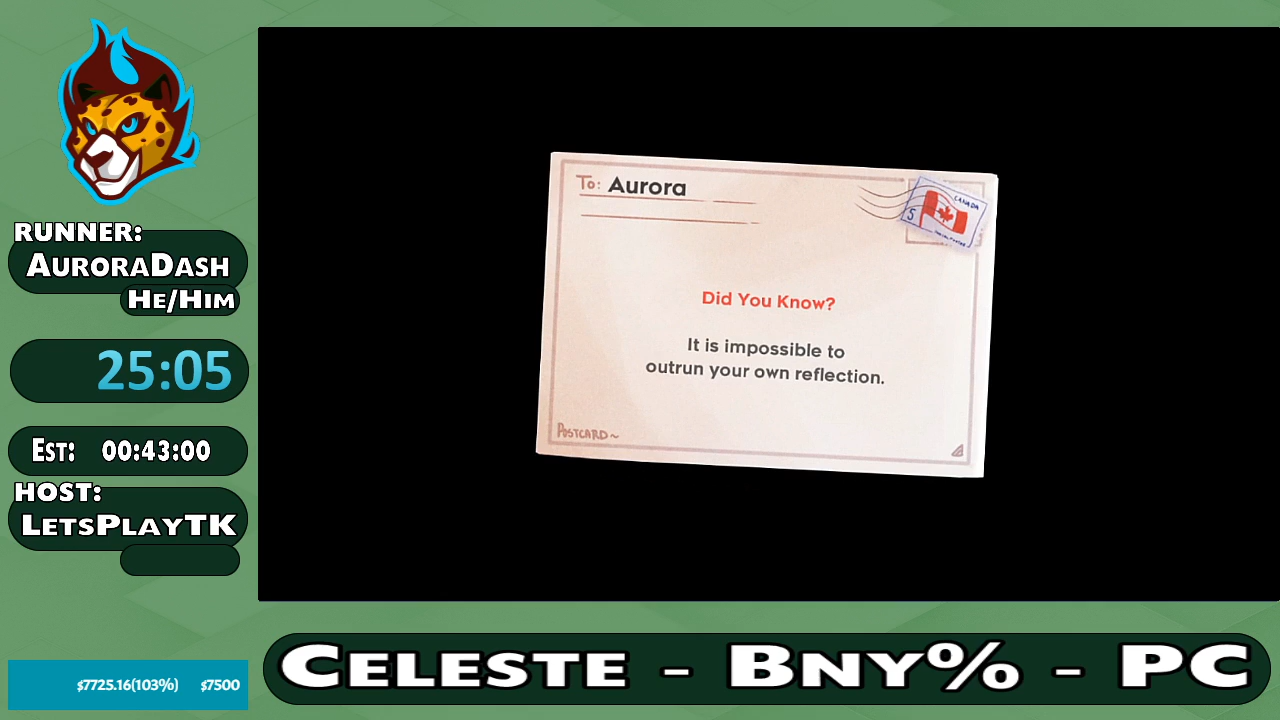 RUNNER:
AURORADASH
HE/HIM
25:05
EST: 00:43:00
HOST:
LETSPLAYTK
$7725.16(103%) $7500
To: Aurora
CANADA
5
Did You Know?
It is impossible to
outrun your own reflection.
POSTCARD~
CELESTE - BNY% - PC